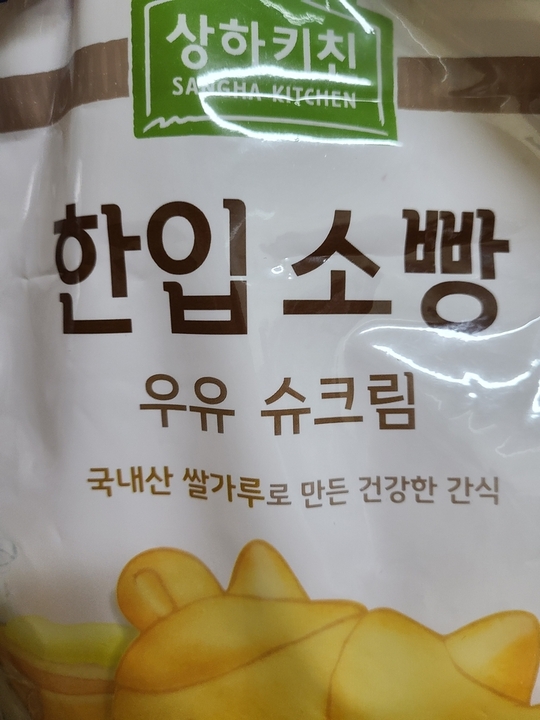 상하키친
SANGHA KITCHEN
한입 소빵
우유 슈크림
국내산 쌀가루로 만든 건강한 간식